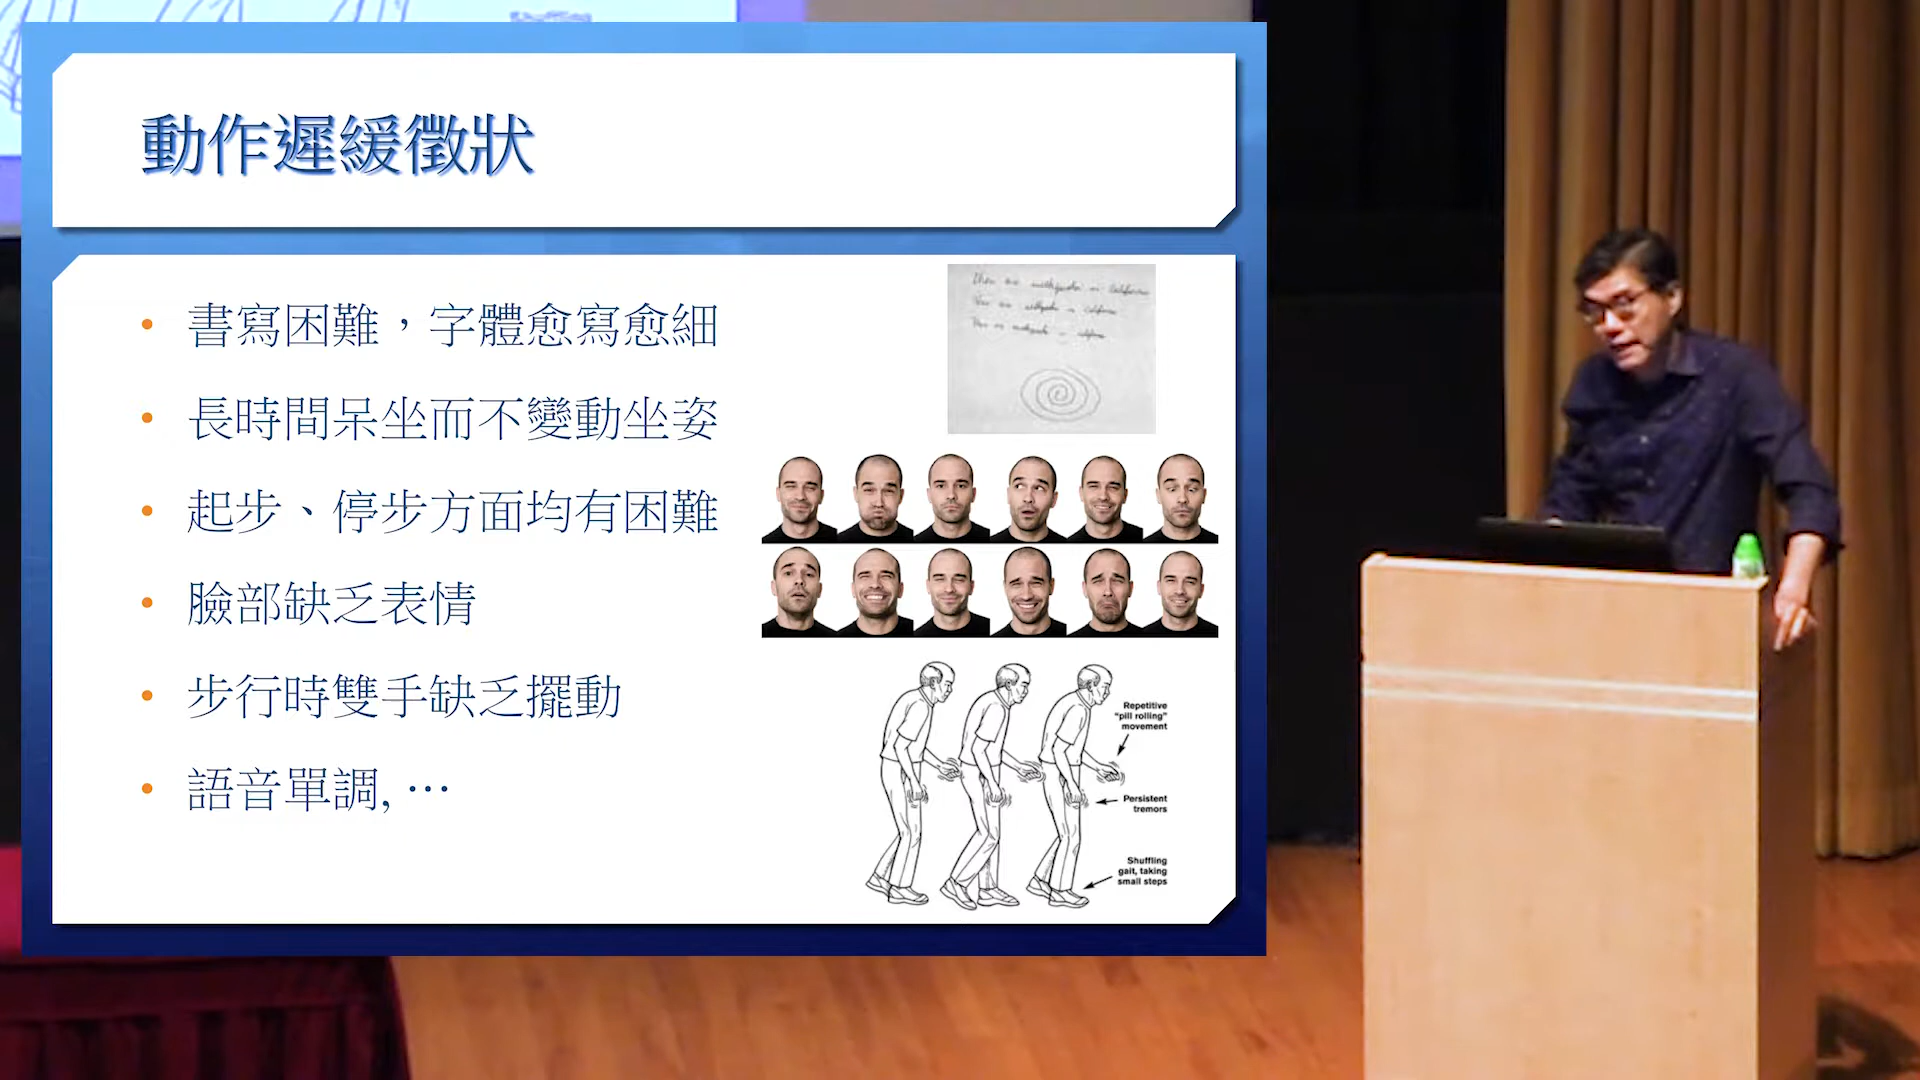 動作遲緩徵狀
• 書寫困難，字體愈寫愈細
• 長時間呆坐而不變動坐姿
• 起步、停步方面均有困難
• 臉部缺乏表情
• 步行時雙手缺乏擺動
• 語音單調, …
Repetitive
"pill rolling"
movement
Persistent
tremors
Shuffling
gait, taking
small steps